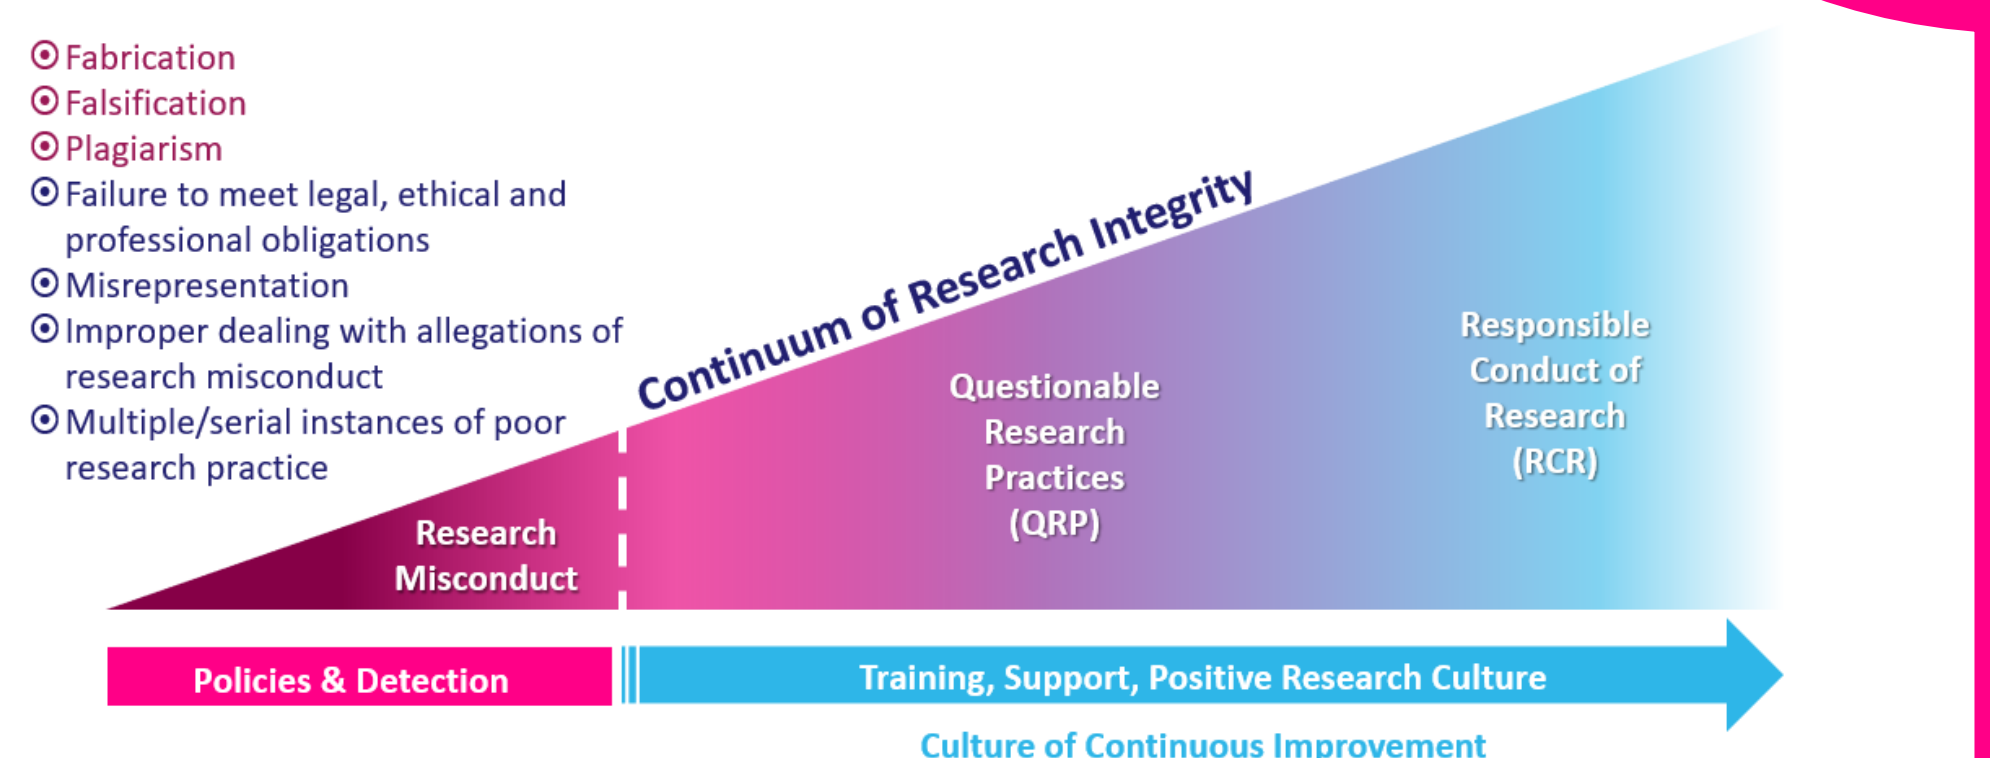 Fabrication
Falsification
Plagiarism
Failure to meet legal, ethical and
professional obligations
Misrepresentation
Improper dealing with allegations of
research misconduct
Multiple/serial instances of poor
research practice
Continuum of Research Integrity
Research
Misconduct
Questionable
Research
Practices
(QRP)
Responsible
Conduct of
Research
(RCR)
Policies & Detection
Training, Support, Positive Research Culture
Culture of Continuous Improvement